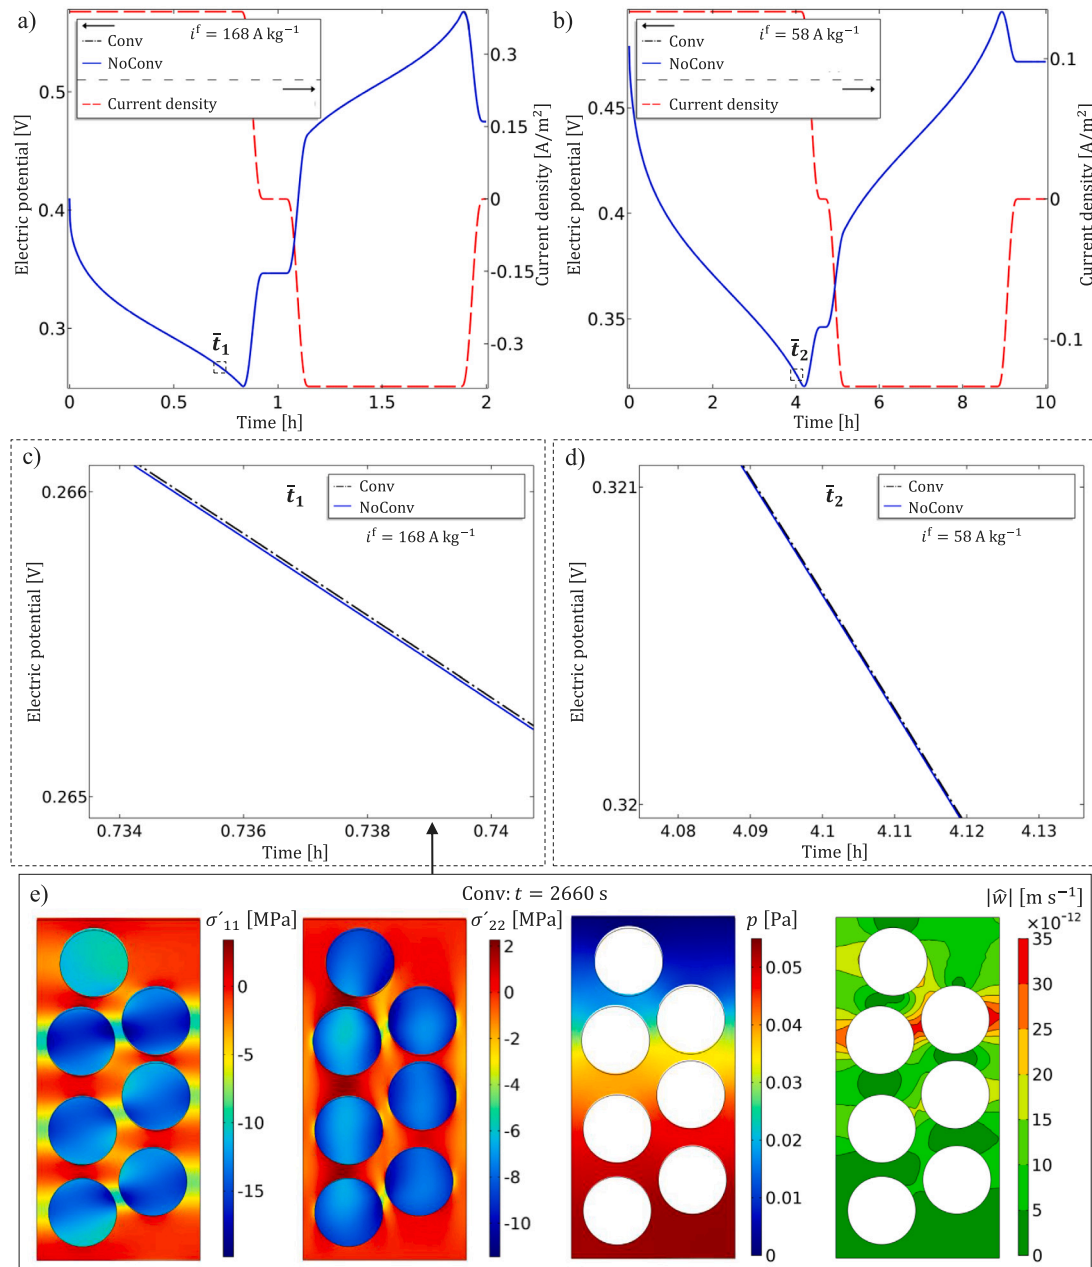 a)
i^f = 168 A kg⁻¹
Conv
NoConv
Current density
Electric potential [V]
0.5
0.4
0.3
0.3
0.15
0
-0.15
-0.3
Current density [A/m²]
t̄₁
0
0.5
1
1.5
2
Time [h]
b)
i^f = 58 A kg⁻¹
Conv
NoConv
Current density
Electric potential [V]
0.45
0.4
0.35
0.1
0
-0.1
Current density [A/m²]
t̄₂
0
2
4
6
8
10
Time [h]
c)
t̄₁
Conv
NoConv
i^f = 168 A kg⁻¹
Electric potential [V]
0.266
0.265
0.734
0.736
0.738
0.74
Time [h]
d)
t̄₂
Conv
NoConv
i^f = 58 A kg⁻¹
Electric potential [V]
0.321
0.32
4.08
4.09
4.1
4.11
4.12
4.13
Time [h]
e)
Conv: t = 2660 s
σ′₁₁ [MPa]
0
-5
-10
-15
σ′₂₂ [MPa]
2
0
-2
-4
-6
-8
-10
p [Pa]
0.05
0.04
0.03
0.02
0.01
0
|ŵ| [m s⁻¹]
×10⁻¹²
35
30
25
20
15
10
5
0